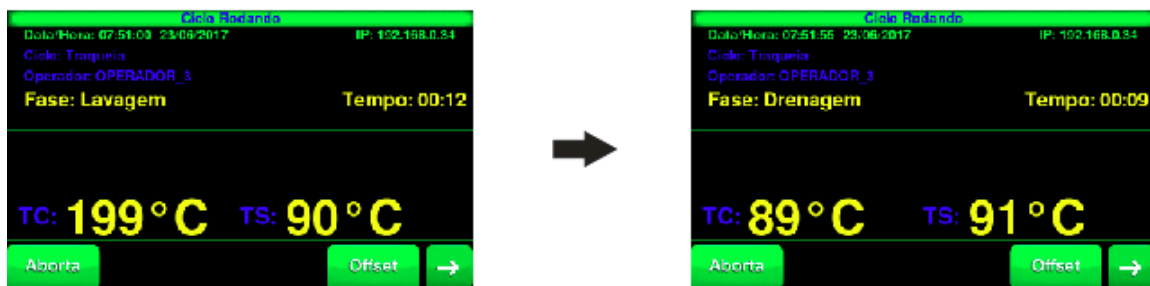 Ciclo Rodando
Data/Hora: 07:51:00 23/06/2017 IP: 192.168.0.34
Ciclo: Traqueia
Operador: OPERADOR_3
Fase: Lavagem Tempo: 00:12
TC: 199°C TS: 90°C
Aborta Offset →
Ciclo Rodando
Data/Hora: 07:51:55 23/06/2017 IP: 192.168.0.34
Ciclo: Traqueia
Operador: OPERADOR_3
Fase: Drenagem Tempo: 00:09
TC: 89°C TS: 91°C
Aborta Offset →